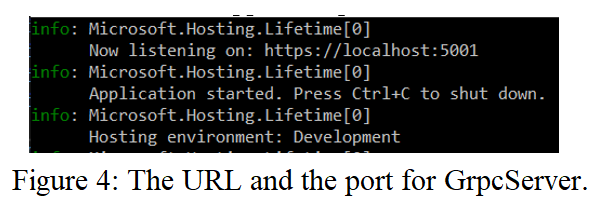 info: Microsoft.Hosting.Lifetime[0]
Now listening on: https://localhost:5001
info: Microsoft.Hosting.Lifetime[0]
Application started. Press Ctrl+C to shut down.
info: Microsoft.Hosting.Lifetime[0]
Hosting environment: Development
Figure 4: The URL and the port for GrpcServer.